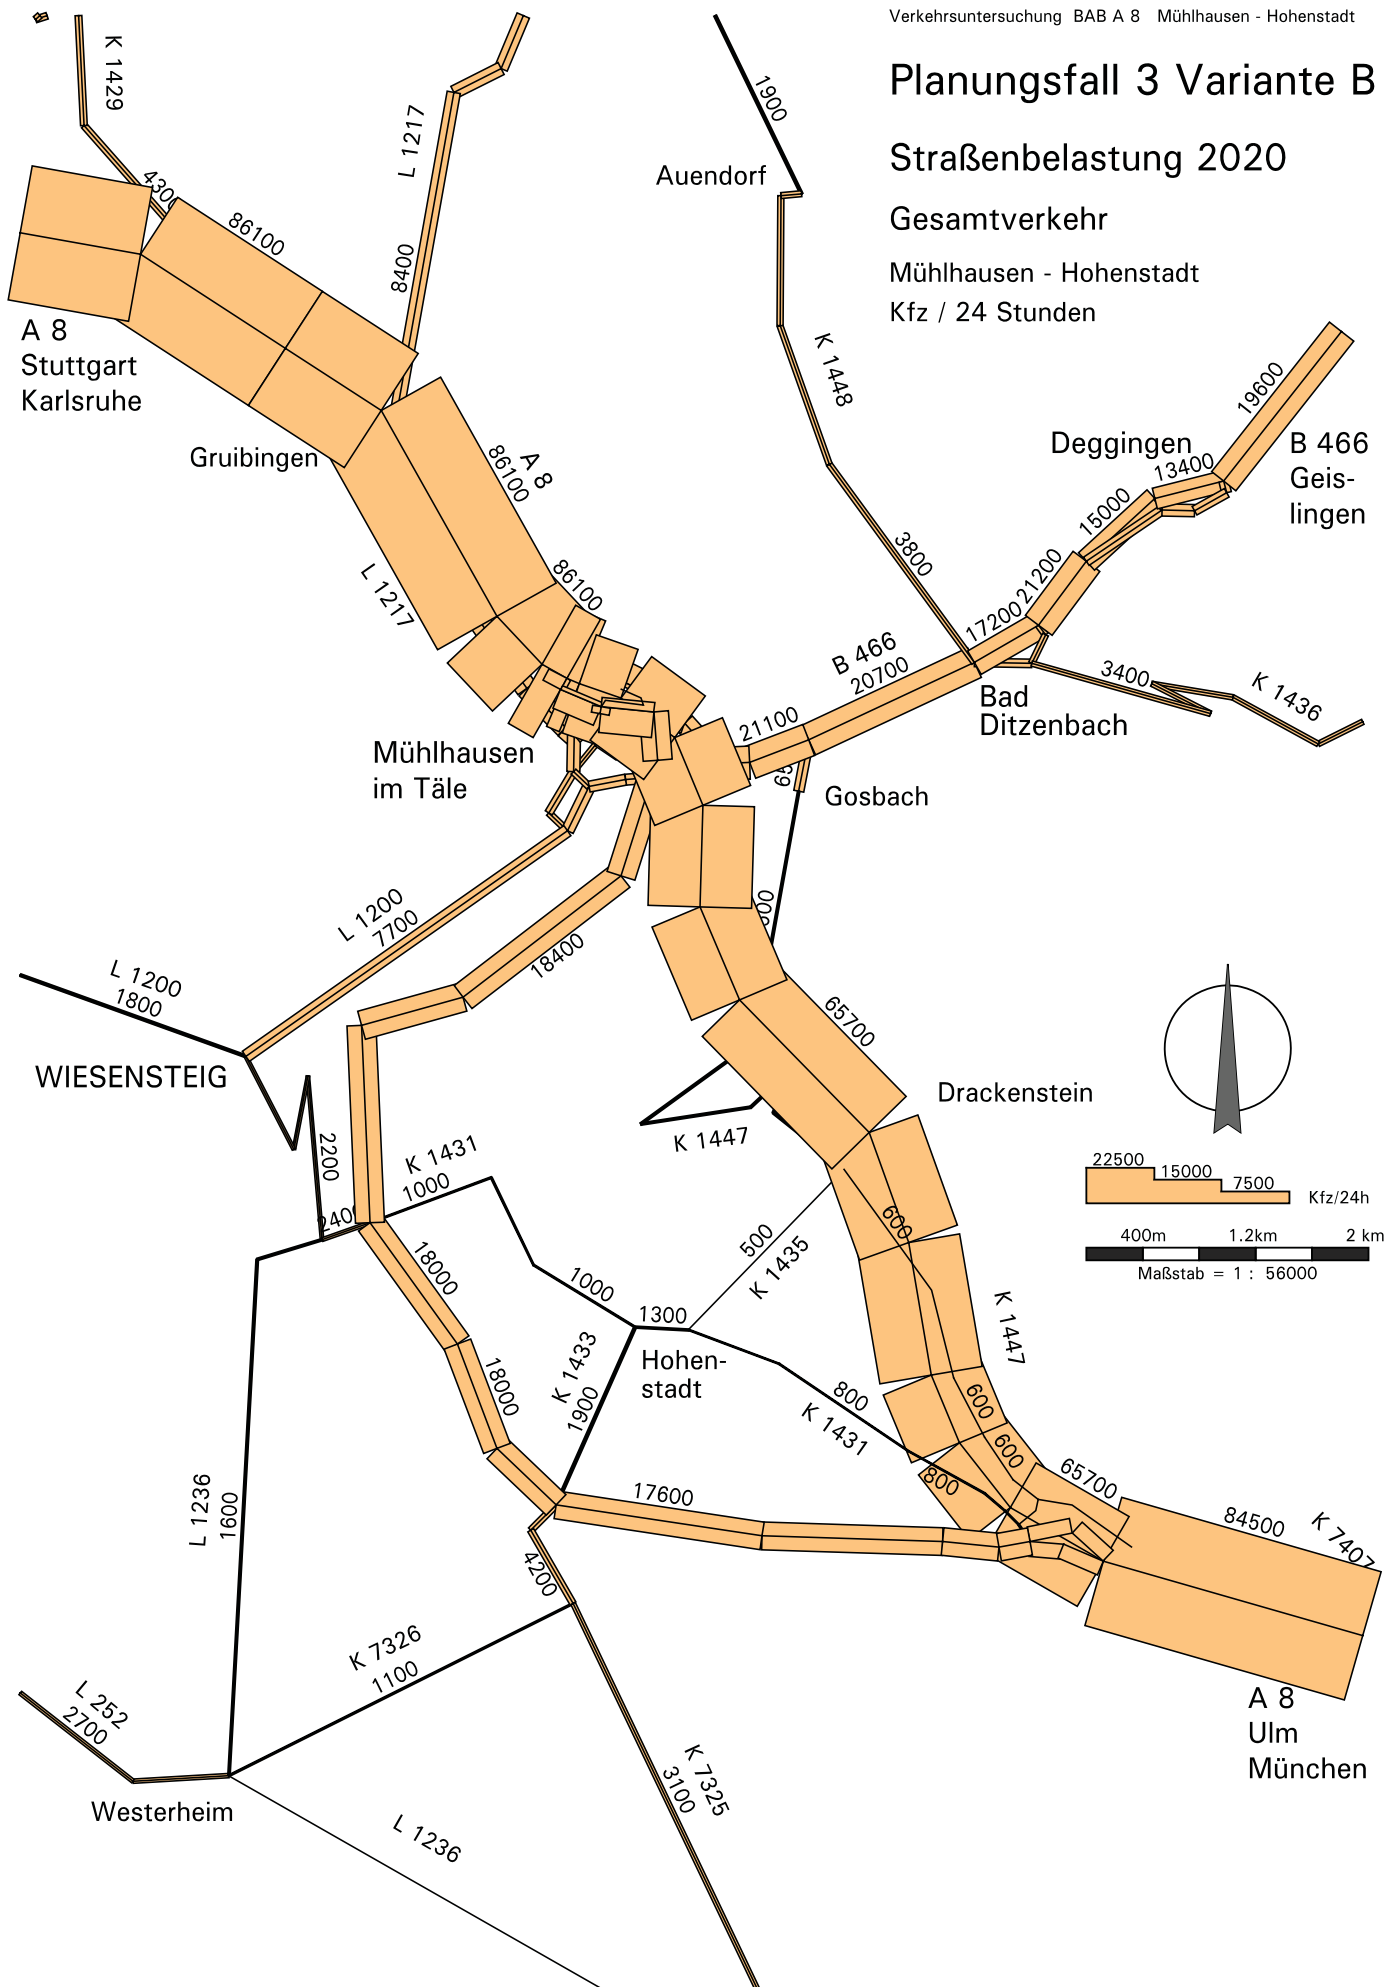 Verkehrsuntersuchung BAB A 8 Mühlhausen - Hohenstadt
Planungsfall 3 Variante B
Straßenbelastung 2020
Gesamtverkehr
Mühlhausen - Hohenstadt
Kfz / 24 Stunden
K 1429
L 1217
1900
Auendorf
86100
8400
A 8
Stuttgart
Karlsruhe
K 1448
19600
Deggingen
B 466
Geis-
lingen
13400
Gruibingen
A 8
86100
15000
3800
86100
L 1217
21200
17200
B 466
20700
3400
K 1436
Bad
Ditzenbach
21100
Mühlhausen
im Täle
Gosbach
L 1200
7700
18400
L 1200
1800
65700
WIESENSTEIG
Drackenstein
K 1447
2200
K 1431
1000
22500
15000
7500
Kfz/24h
600
500
K 1435
400m
1.2km
2 km
Maßstab = 1 : 56000
18000
1000
1300
K 1447
Hohen-
stadt
K 1433
1900
18000
800
K 1431
600
600
800
65700
17600
84500
K 7407
L 1236
1600
4200
K 7326
1100
A 8
Ulm
München
L 252
2700
Westerheim
K 7325
3100
L 1236